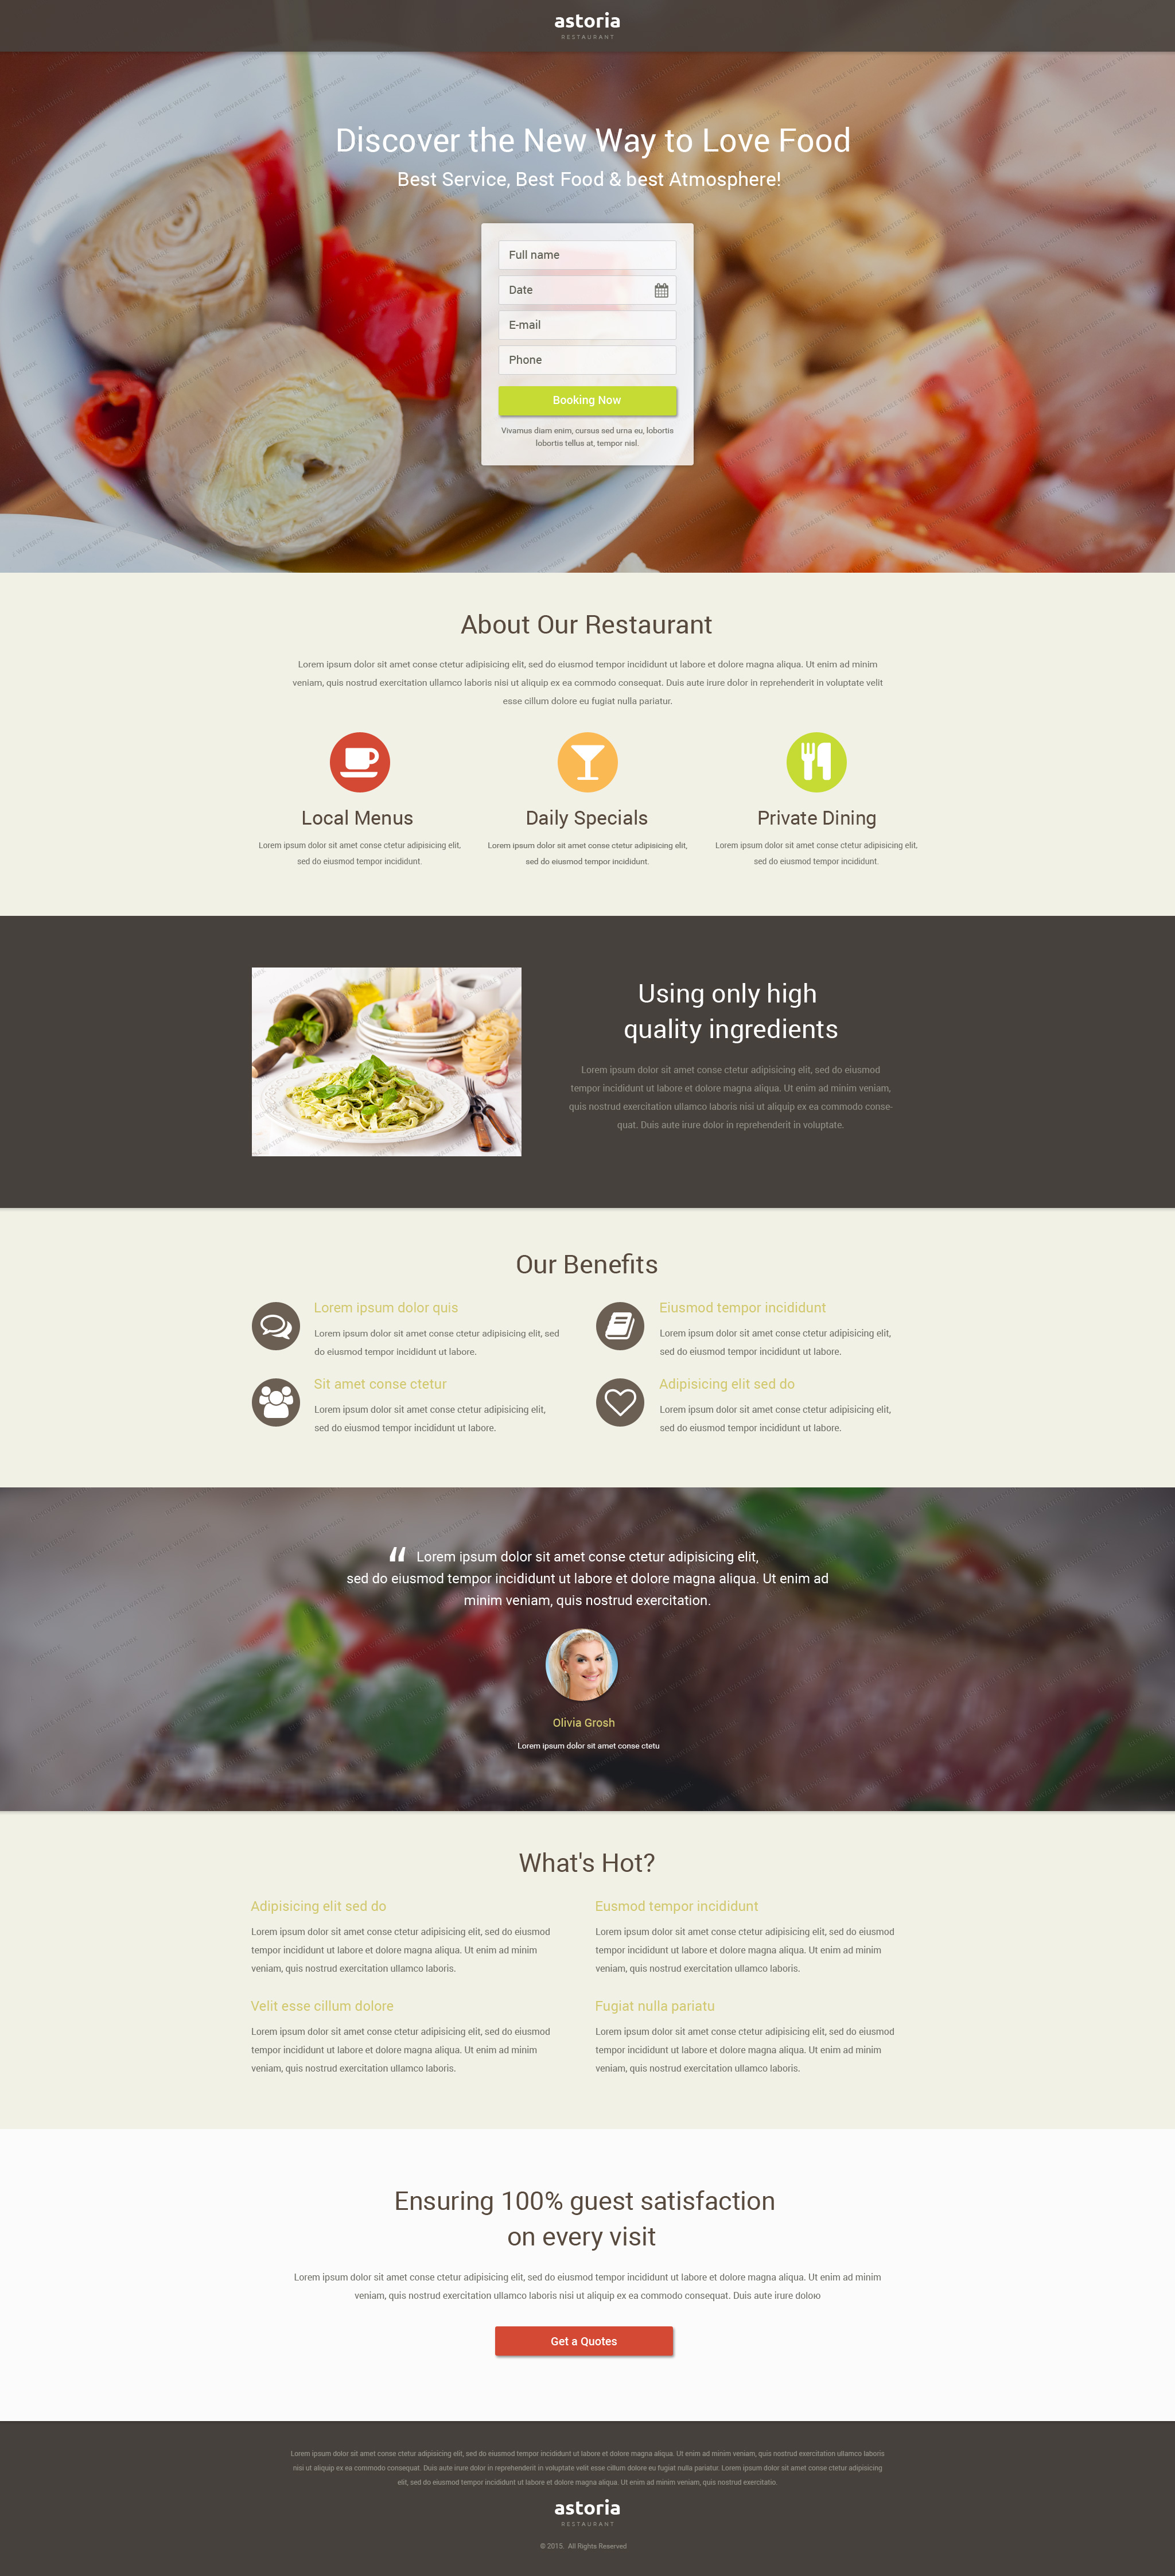 astoria
RESTAURANT
Discover the New Way to Love Food
Best Service, Best Food & best Atmosphere!
Full name
Date
E-mail
Phone
Booking Now
Vivamus diam enim, cursus sed urna eu, lobortis
lobortis tellus at, tempor nisl.
REMOVABLE WATERMARK
About Our Restaurant
Lorem ipsum dolor sit amet conse ctetur adipisicing elit, sed do eiusmod tempor incididunt ut labore et dolore magna aliqua. Ut enim ad minim
veniam, quis nostrud exercitation ullamco laboris nisi ut aliquip ex ea commodo consequat. Duis aute irure dolor in reprehenderit in voluptate velit
esse cillum dolore eu fugiat nulla pariatur.
Local Menus
Lorem ipsum dolor sit amet conse ctetur adipisicing elit,
sed do eiusmod tempor incididunt.
Daily Specials
Lorem ipsum dolor sit amet conse ctetur adipisicing elit,
sed do eiusmod tempor incididunt.
Private Dining
Lorem ipsum dolor sit amet conse ctetur adipisicing elit,
sed do eiusmod tempor incididunt.
Using only high
quality ingredients
Lorem ipsum dolor sit amet conse ctetur adipisicing elit, sed do eiusmod
tempor incididunt ut labore et dolore magna aliqua. Ut enim ad minim veniam,
quis nostrud exercitation ullamco laboris nisi ut aliquip ex ea commodo conse-
quat. Duis aute irure dolor in reprehenderit in voluptate.
Our Benefits
Lorem ipsum dolor quis
Lorem ipsum dolor sit amet conse ctetur adipisicing elit, sed
do eiusmod tempor incididunt ut labore.
Eiusmod tempor incididunt
Lorem ipsum dolor sit amet conse ctetur adipisicing elit,
sed do eiusmod tempor incididunt ut labore.
Sit amet conse ctetur
Lorem ipsum dolor sit amet conse ctetur adipisicing elit,
sed do eiusmod tempor incididunt ut labore.
Adipisicing elit sed do
Lorem ipsum dolor sit amet conse ctetur adipisicing elit,
sed do eiusmod tempor incididunt ut labore.
“ Lorem ipsum dolor sit amet conse ctetur adipisicing elit,
sed do eiusmod tempor incididunt ut labore et dolore magna aliqua. Ut enim ad
minim veniam, quis nostrud exercitation.
Olivia Grosh
Lorem ipsum dolor sit amet conse ctetu
What's Hot?
Adipisicing elit sed do
Lorem ipsum dolor sit amet conse ctetur adipisicing elit, sed do eiusmod
tempor incididunt ut labore et dolore magna aliqua. Ut enim ad minim
veniam, quis nostrud exercitation ullamco laboris.
Eusmod tempor incididunt
Lorem ipsum dolor sit amet conse ctetur adipisicing elit, sed do eiusmod
tempor incididunt ut labore et dolore magna aliqua. Ut enim ad minim
veniam, quis nostrud exercitation ullamco laboris.
Velit esse cillum dolore
Lorem ipsum dolor sit amet conse ctetur adipisicing elit, sed do eiusmod
tempor incididunt ut labore et dolore magna aliqua. Ut enim ad minim
veniam, quis nostrud exercitation ullamco laboris.
Fugiat nulla pariatu
Lorem ipsum dolor sit amet conse ctetur adipisicing elit, sed do eiusmod
tempor incididunt ut labore et dolore magna aliqua. Ut enim ad minim
veniam, quis nostrud exercitation ullamco laboris.
Ensuring 100% guest satisfaction
on every visit
Lorem ipsum dolor sit amet conse ctetur adipisicing elit, sed do eiusmod tempor incididunt ut labore et dolore magna aliqua. Ut enim ad minim
veniam, quis nostrud exercitation ullamco laboris nisi ut aliquip ex ea commodo consequat. Duis aute irure doloıo
Get a Quotes
Lorem ipsum dolor sit amet conse ctetur adipisicing elit, sed do eiusmod tempor incididunt ut labore et dolore magna aliqua. Ut enim ad minim veniam, quis nostrud exercitation ullamco laboris
nisi ut aliquip ex ea commodo consequat. Duis aute irure dolor in reprehenderit in voluptate velit esse cillum dolore eu fugiat nulla pariatur. Lorem ipsum dolor sit amet conse ctetur adipisicing
elit, sed do eiusmod tempor incididunt ut labore et dolore magna aliqua. Ut enim ad minim veniam, quis nostrud exercitatio.
astoria
RESTAURANT
© 2015. All Rights Reserved